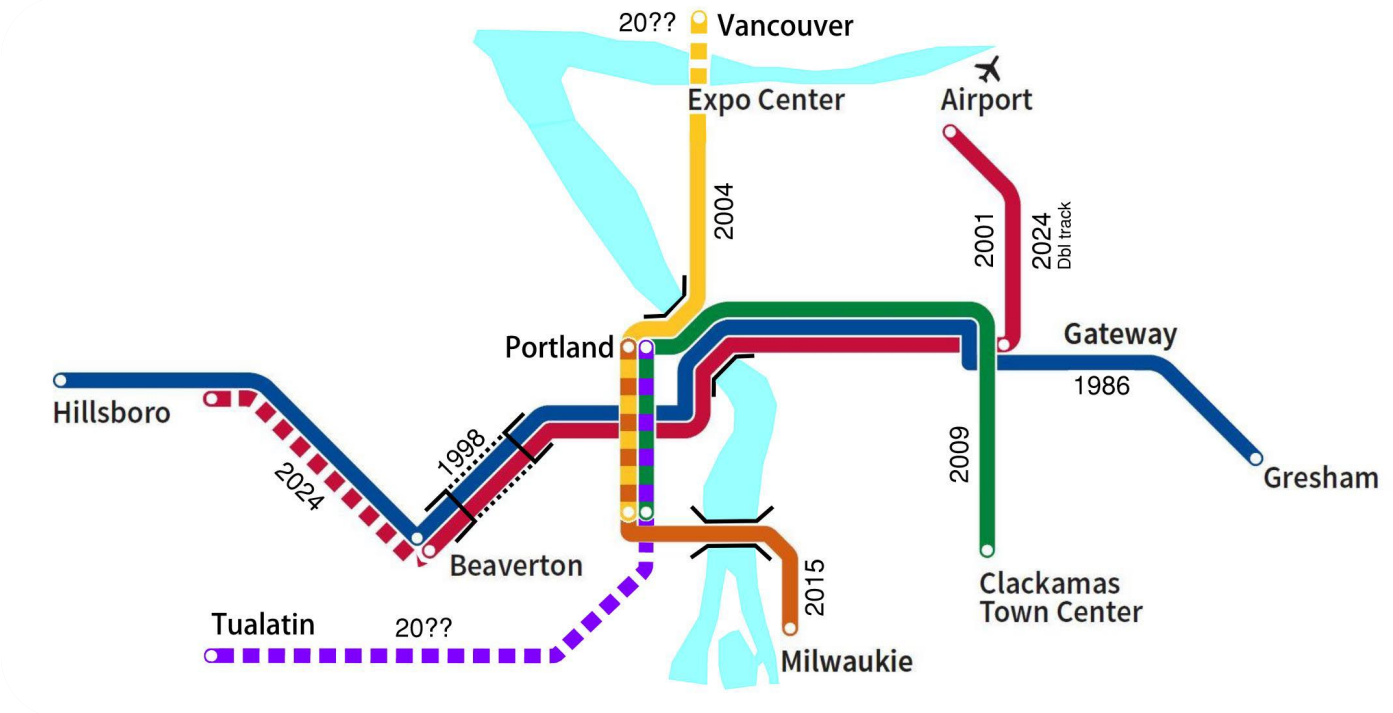 20?? Vancouver
Expo Center
Airport
2004
2001
2024
Dbl track
Portland
Gateway
1986
Hillsboro
1998
2024
2009
Gresham
Beaverton
2015
Clackamas
Town Center
Tualatin
20??
Milwaukie